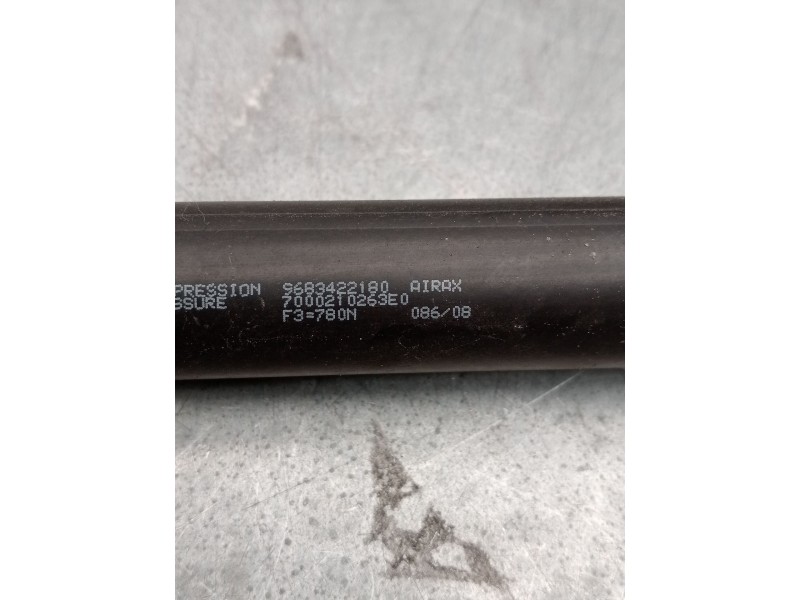 PRESSION 9683422180 AIRAX
SSURE 7000210263E0
F3=780N 086/08